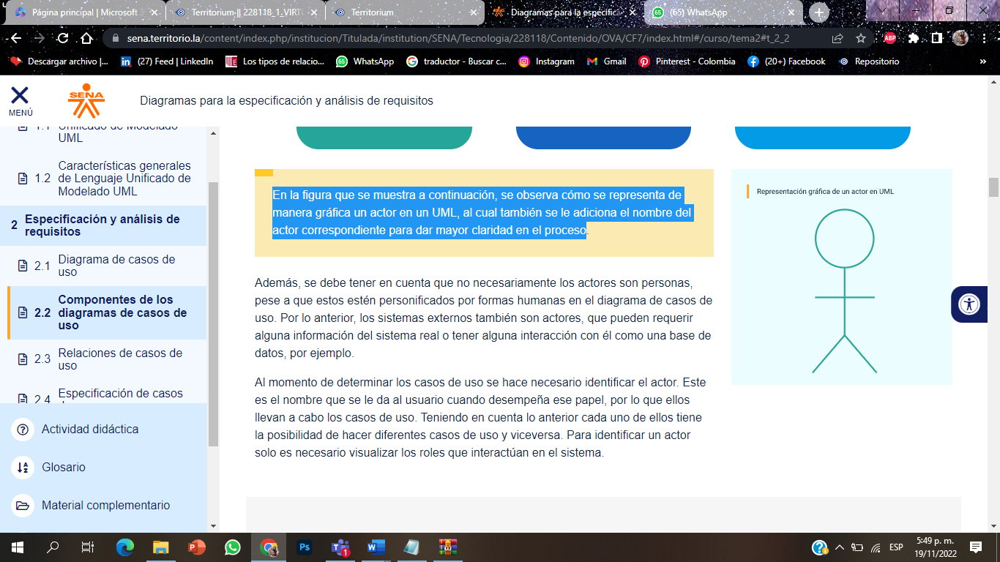 Página principal | Microsoft 3
Territorium || 228118_1_VIRTU
Territorium
Diagramas para la especifica
(65) WhatsApp
sena.territorio.la/content/index.php/institucion/Titulada/institution/SENA/Tecnologia/228118/Contenido/OVA/CF7/index.html#/curso/tema2#t_2_2
ABP
Descargar archivo |...
(27) Feed | LinkedIn
Los tipos de relacio...
WhatsApp
traductor - Buscar c...
Instagram
Gmail
Pinterest - Colombia
(20+) Facebook
Repositorio
»
MENÚ
SENA
Diagramas para la especificación y análisis de requisitos
1.1 Unificado de Modelado
UML
1.2 Características generales
de Lenguaje Unificado de
Modelado UML
2 Especificación y análisis de
requisitos
2.1 Diagrama de casos de
uso
2.2 Componentes de los
diagramas de casos de
uso
2.3 Relaciones de casos de
uso
2.4 Especificación de casos
Actividad didáctica
Glosario
Material complementario
En la figura que se muestra a continuación, se observa cómo se representa de
manera gráfica un actor en un UML, al cual también se le adiciona el nombre del
actor correspondiente para dar mayor claridad en el proceso.
Representación gráfica de un actor en UML
Además, se debe tener en cuenta que no necesariamente los actores son personas,
pese a que estos estén personificados por formas humanas en el diagrama de casos de
uso. Por lo anterior, los sistemas externos también son actores, que pueden requerir
alguna información del sistema real o tener alguna interacción con él como una base de
datos, por ejemplo.
Al momento de determinar los casos de uso se hace necesario identificar el actor. Este
es el nombre que se le da al usuario cuando desempeña ese papel, por lo que ellos
llevan a cabo los casos de uso. Teniendo en cuenta lo anterior cada uno de ellos tiene
la posibilidad de hacer diferentes casos de uso y viceversa. Para identificar un actor
solo es necesario visualizar los roles que interactúan en el sistema.
ESP
5:49 p. m.
19/11/2022